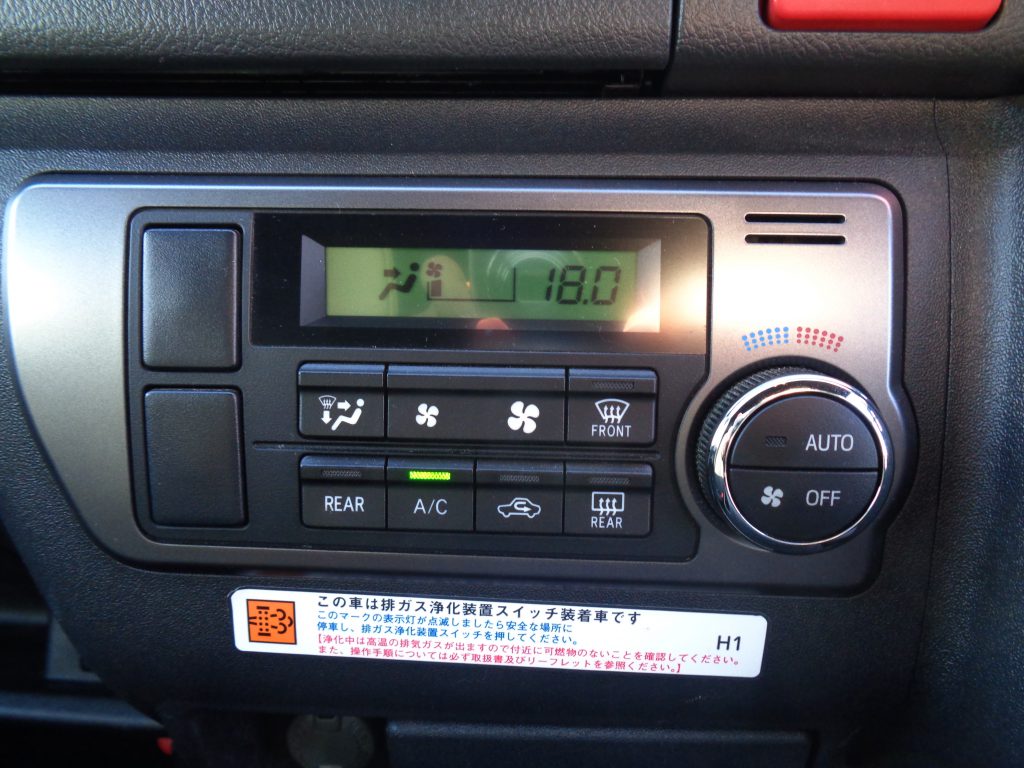 18.0
FRONT
AUTO
REAR
A/C
REAR
OFF
この車は排ガス浄化装置スイッチ装着車です
このマークの表示灯が点滅しましたら安全な場所に
停車し、排ガス浄化装置スイッチを押してください。
【浄化中は高温の排気ガスが出ますので付近に可燃物のないことを確認してください。
また、操作手順については必ず取扱書及びリーフレットを参照ください。】
H1